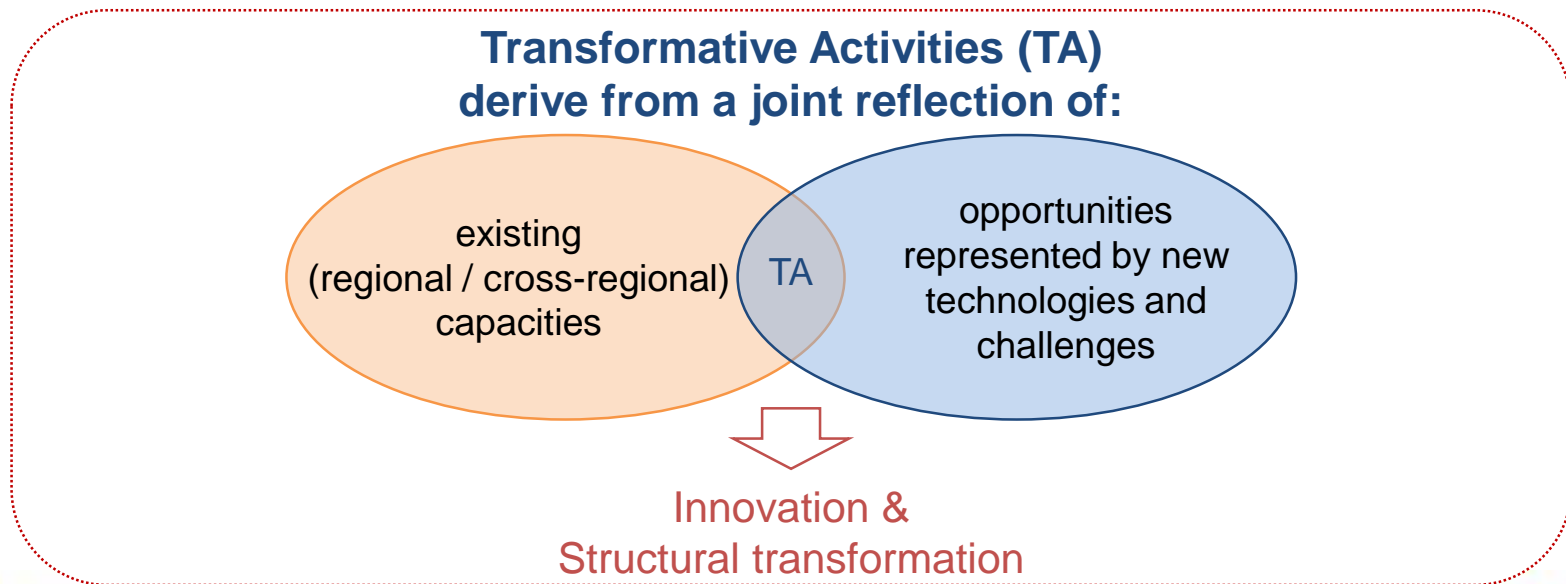 Transformative Activities (TA)
derive from a joint reflection of:
existing
(regional / cross-regional)
capacities
TA
opportunities
represented by new
technologies and
challenges
Innovation &
Structural transformation